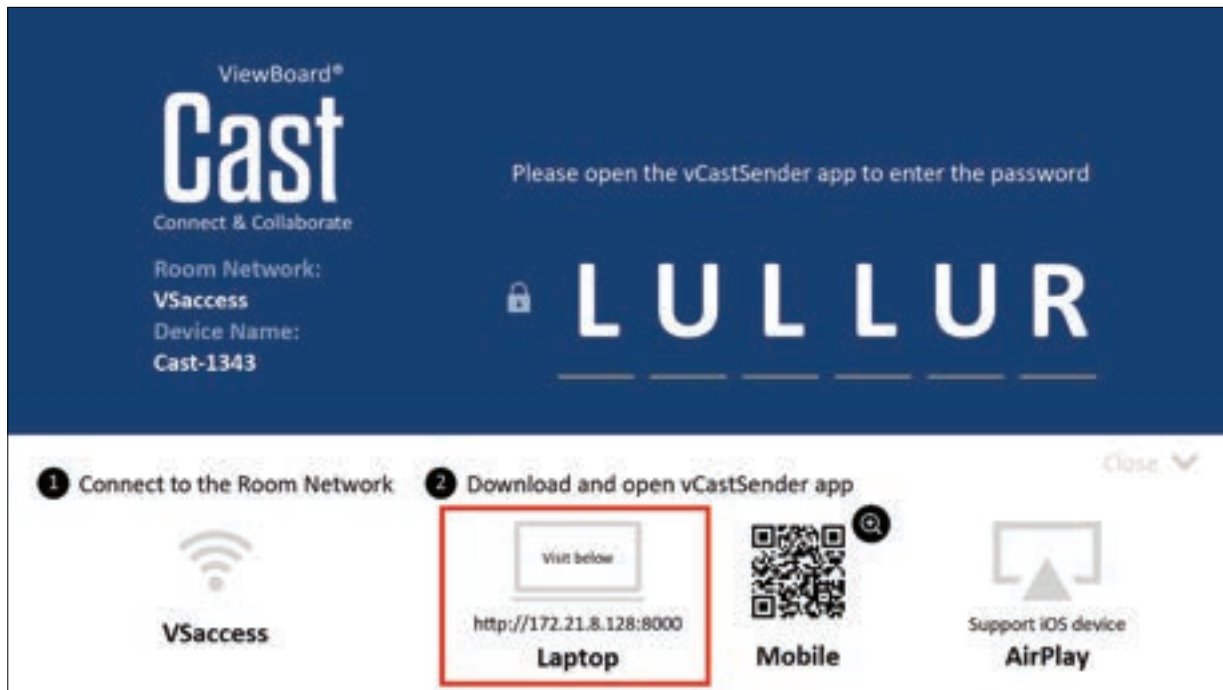 ViewBoard®
Cast
Connect & Collaborate
Room Network:
VSaccess
Device Name:
Cast-1343
Please open the vCastSender app to enter the password
LULLUR
Close
1 Connect to the Room Network
VSaccess
2 Download and open vCastSender app
Visit below
http://172.21.8.128:8000
Laptop
Mobile
Support iOS device
AirPlay